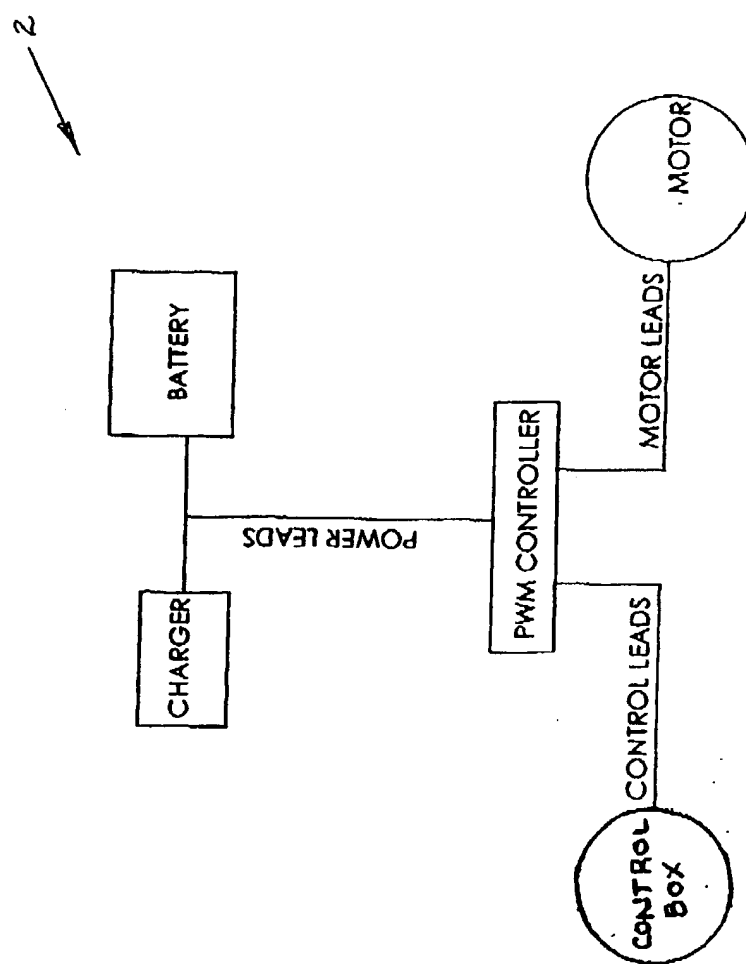 2
CHARGER
BATTERY
POWER LEADS
PWM CONTROLLER
CONTROL LEADS
MOTOR LEADS
CONTROL
BOX
MOTOR